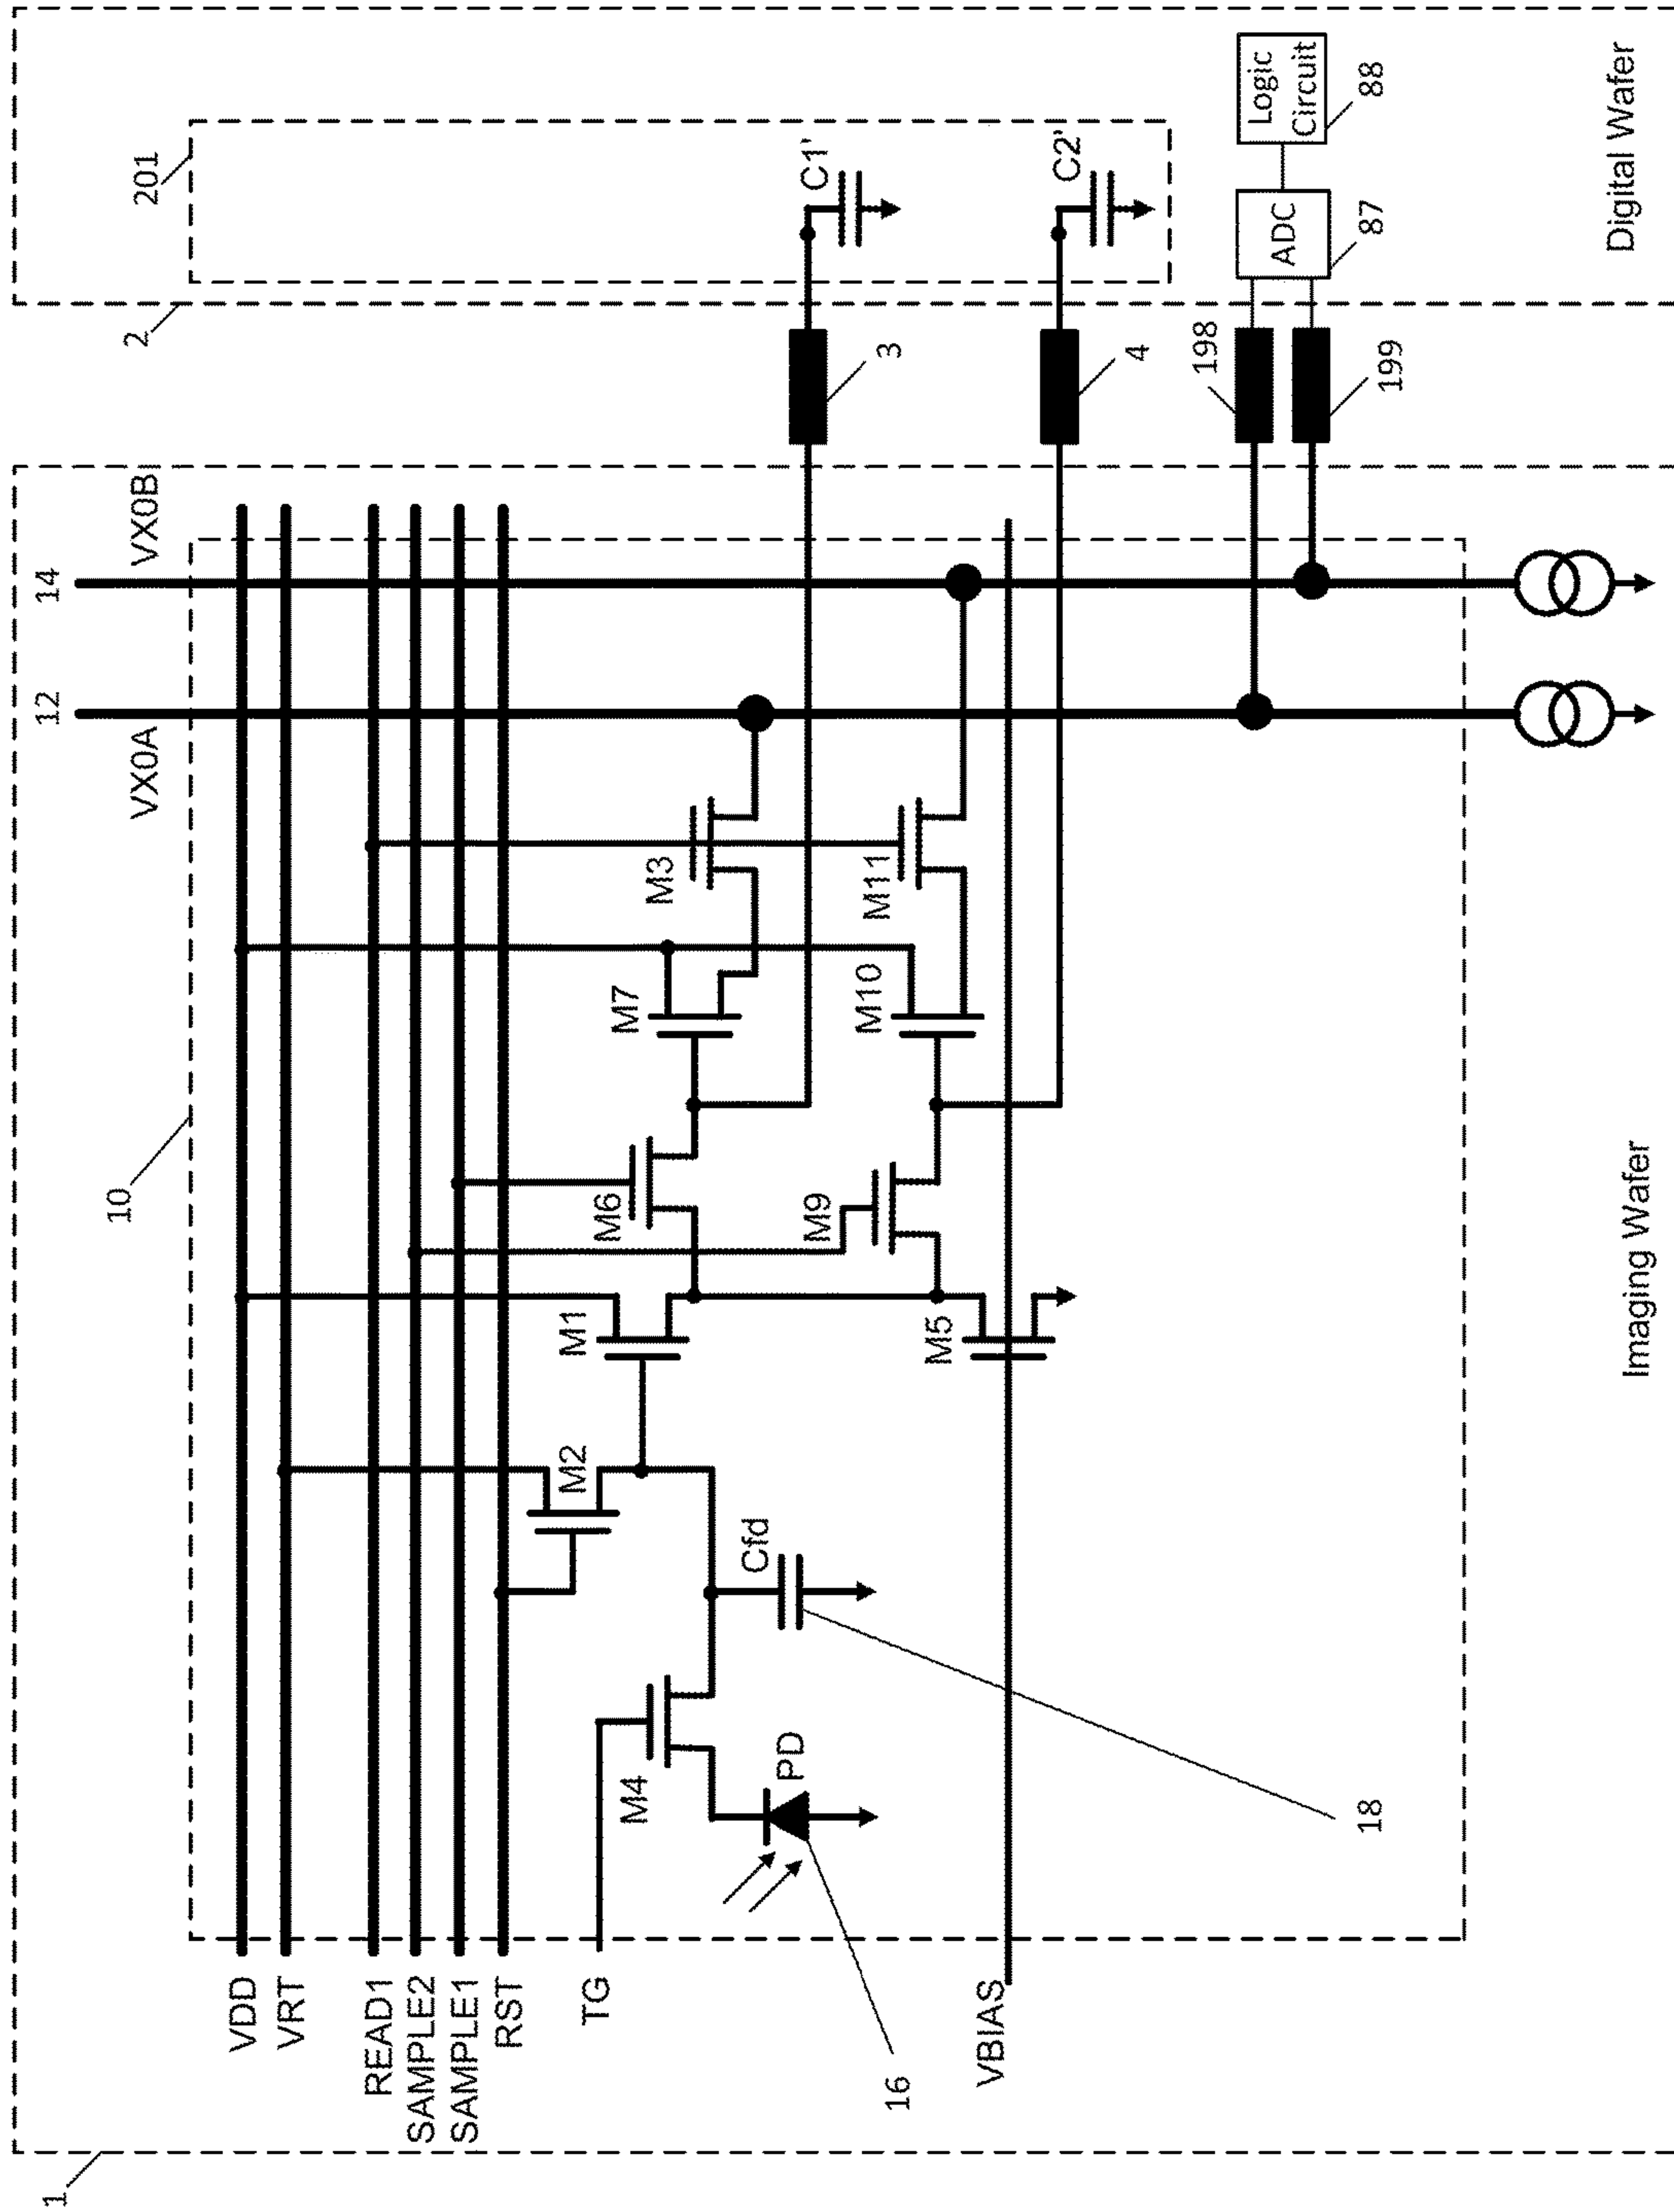 1
10
VX0A
12
14
VX0B
2
201
VDD
VRT
READ1
SAMPLE2
SAMPLE1
RST
TG
VBIAS
M4
PD
16
18
Cfd
M2
M1
M5
M6
M9
M7
M10
M3
M11
3
4
198
199
C1'
C2'
ADC
87
Logic
Circuit
88
Imaging Wafer
Digital Wafer